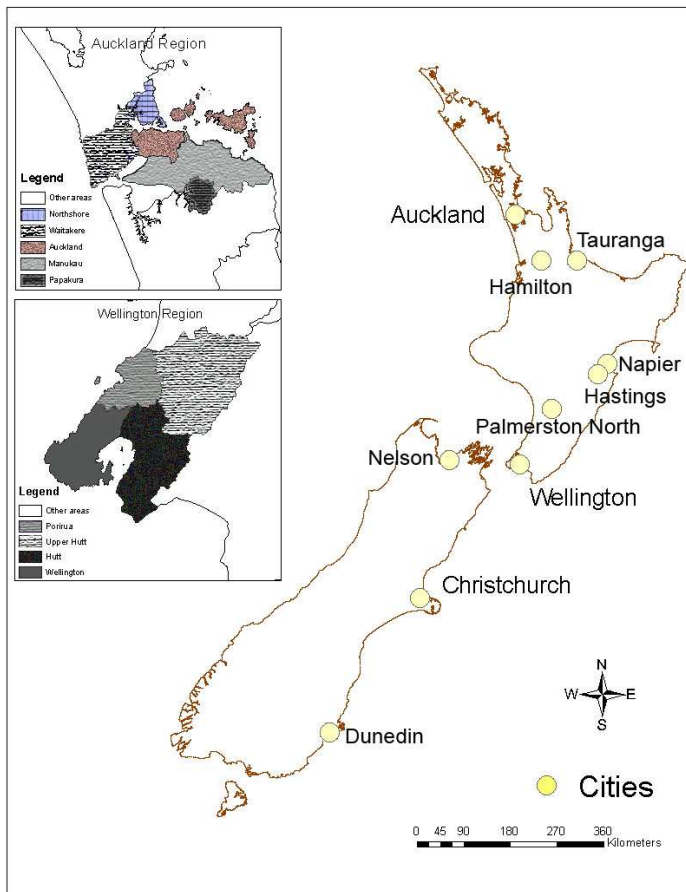 Auckland Region
Legend
Other areas
Northshore
Waitakere
Auckland
Manukau
Papakura
Wellington Region
Legend
Other areas
Porirua
Upper Hutt
Hutt
Wellington
Auckland
Tauranga
Hamilton
Napier
Hastings
Palmerston North
Nelson
Wellington
Christchurch
Dunedin
N
W E
S
Cities
0 45 90 180 270 360
Kilometers